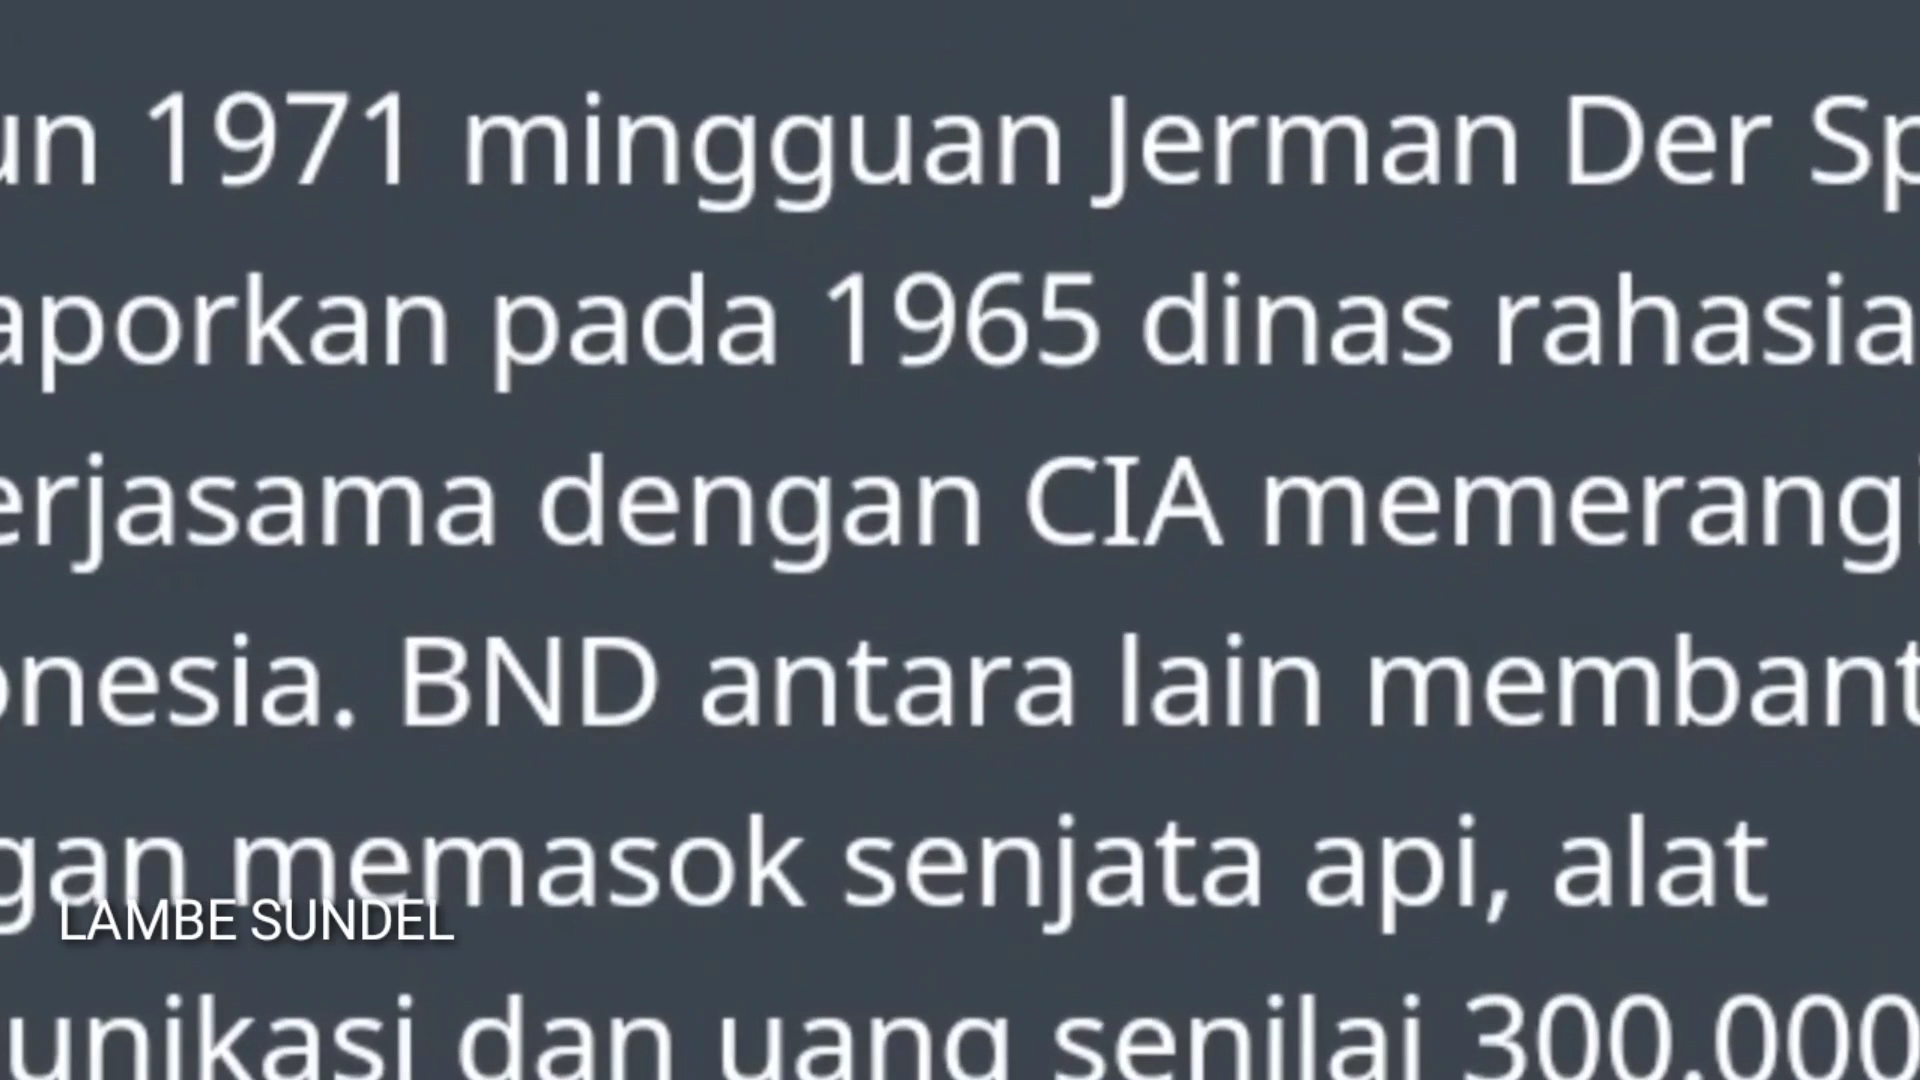 un 1971 mingguan Jerman Der Sp
aporkan pada 1965 dinas rahasia
erjasama dengan CIA memerangi
onesia. BND antara lain membant
gan memasok senjata api, alat
LAMBE SUNDEL
unikasi dan uang senilai 300.000